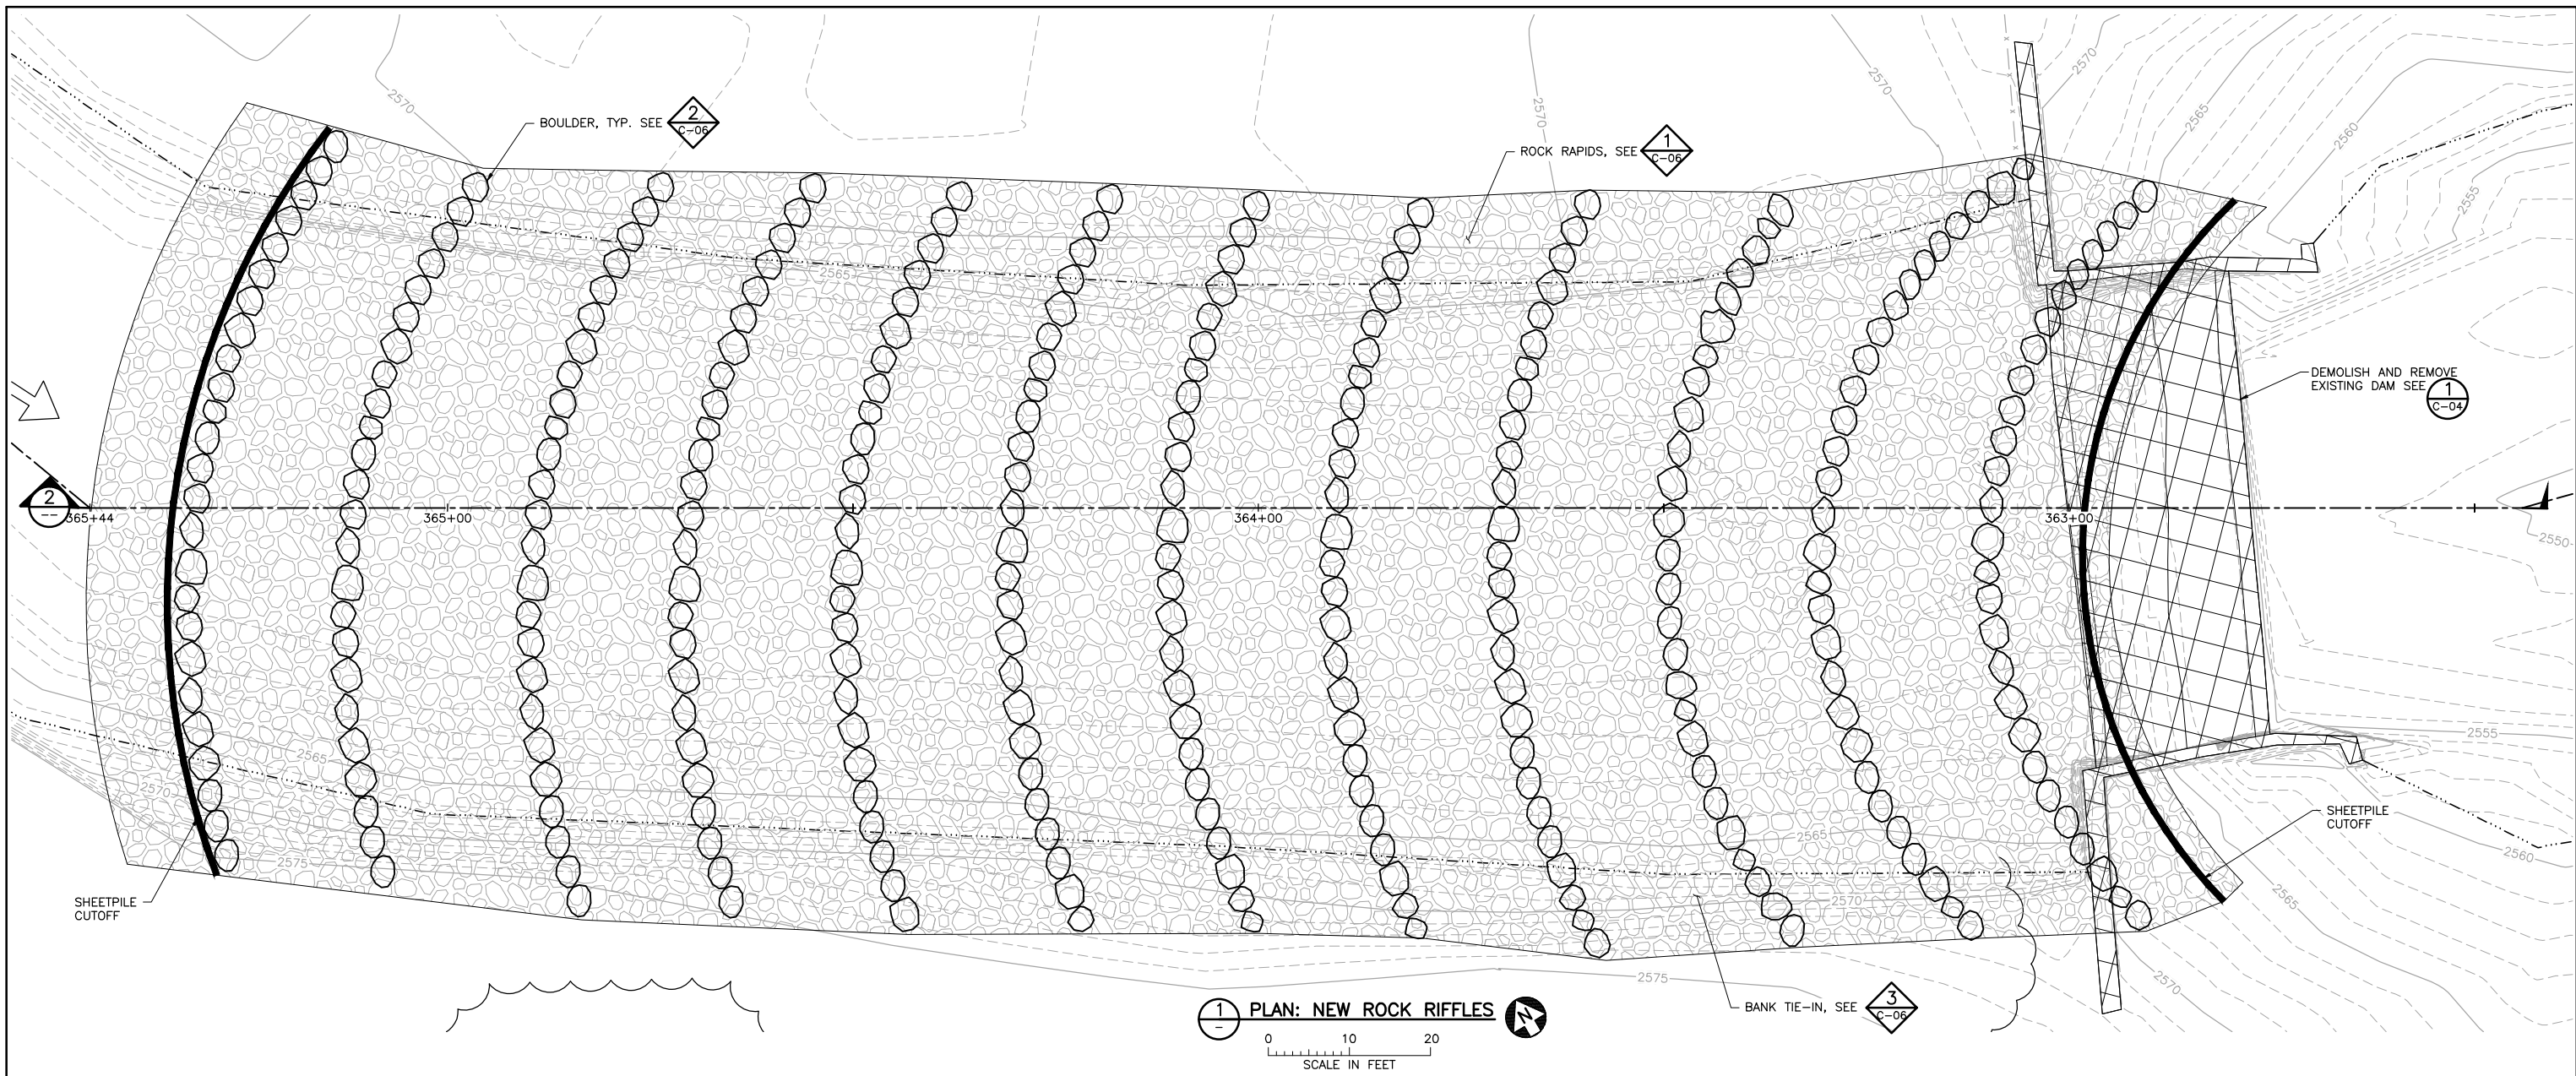 2570
BOULDER, TYP. SEE
2
C-06
2570
ROCK RAPIDS, SEE
1
C-06
2570
2570
2565
2560
2555
2565
DEMOLISH AND REMOVE
EXISTING DAM SEE
1
C-04
2
--
365+44
365+00
364+00
363+00
2550
2565
2570
2575
SHEETPILE
CUTOFF
2565
2570
2575
2555
SHEETPILE
CUTOFF
2560
2565
2570
BANK TIE-IN, SEE
3
C-06
1
-
PLAN: NEW ROCK RIFFLES
N
0 10 20
SCALE IN FEET